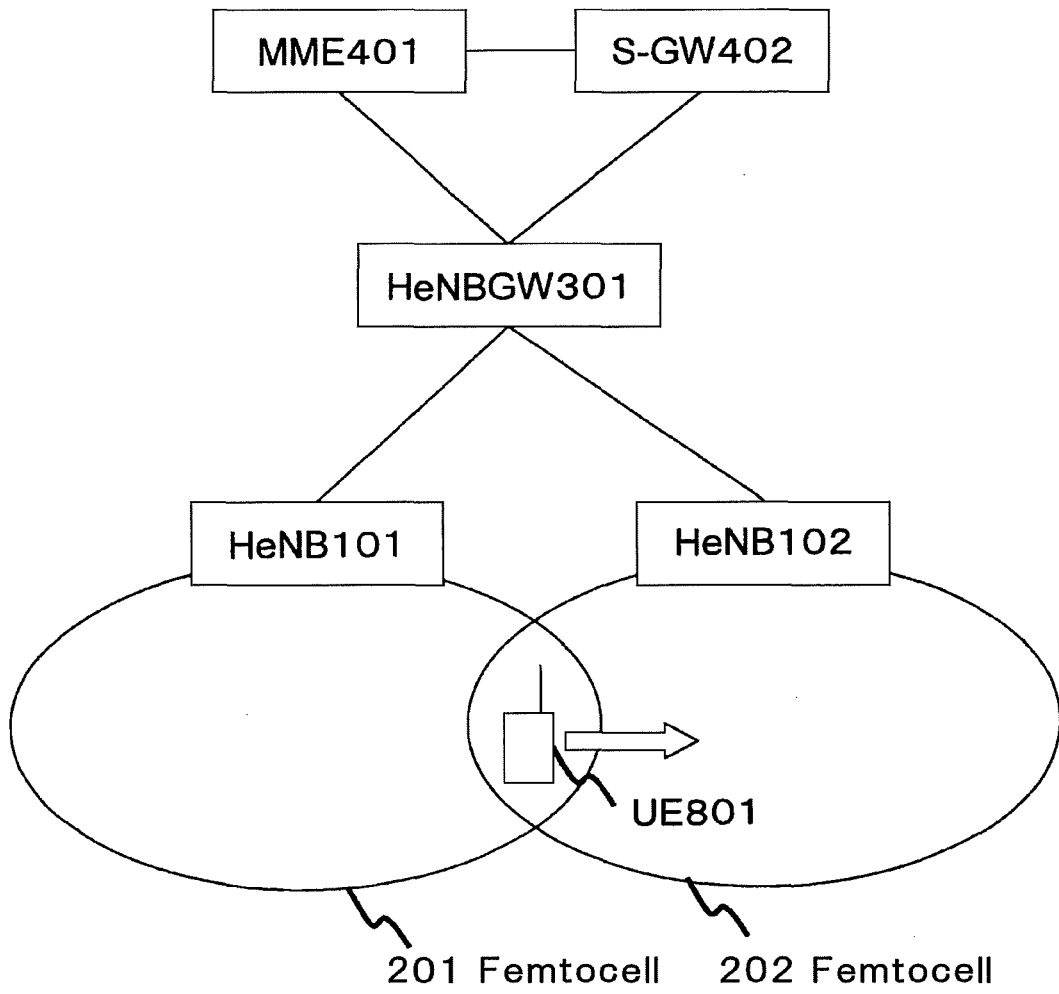 MME401
S-GW402
HeNBGW301
HeNB101
HeNB102
UE801
201 Femtocell
202 Femtocell